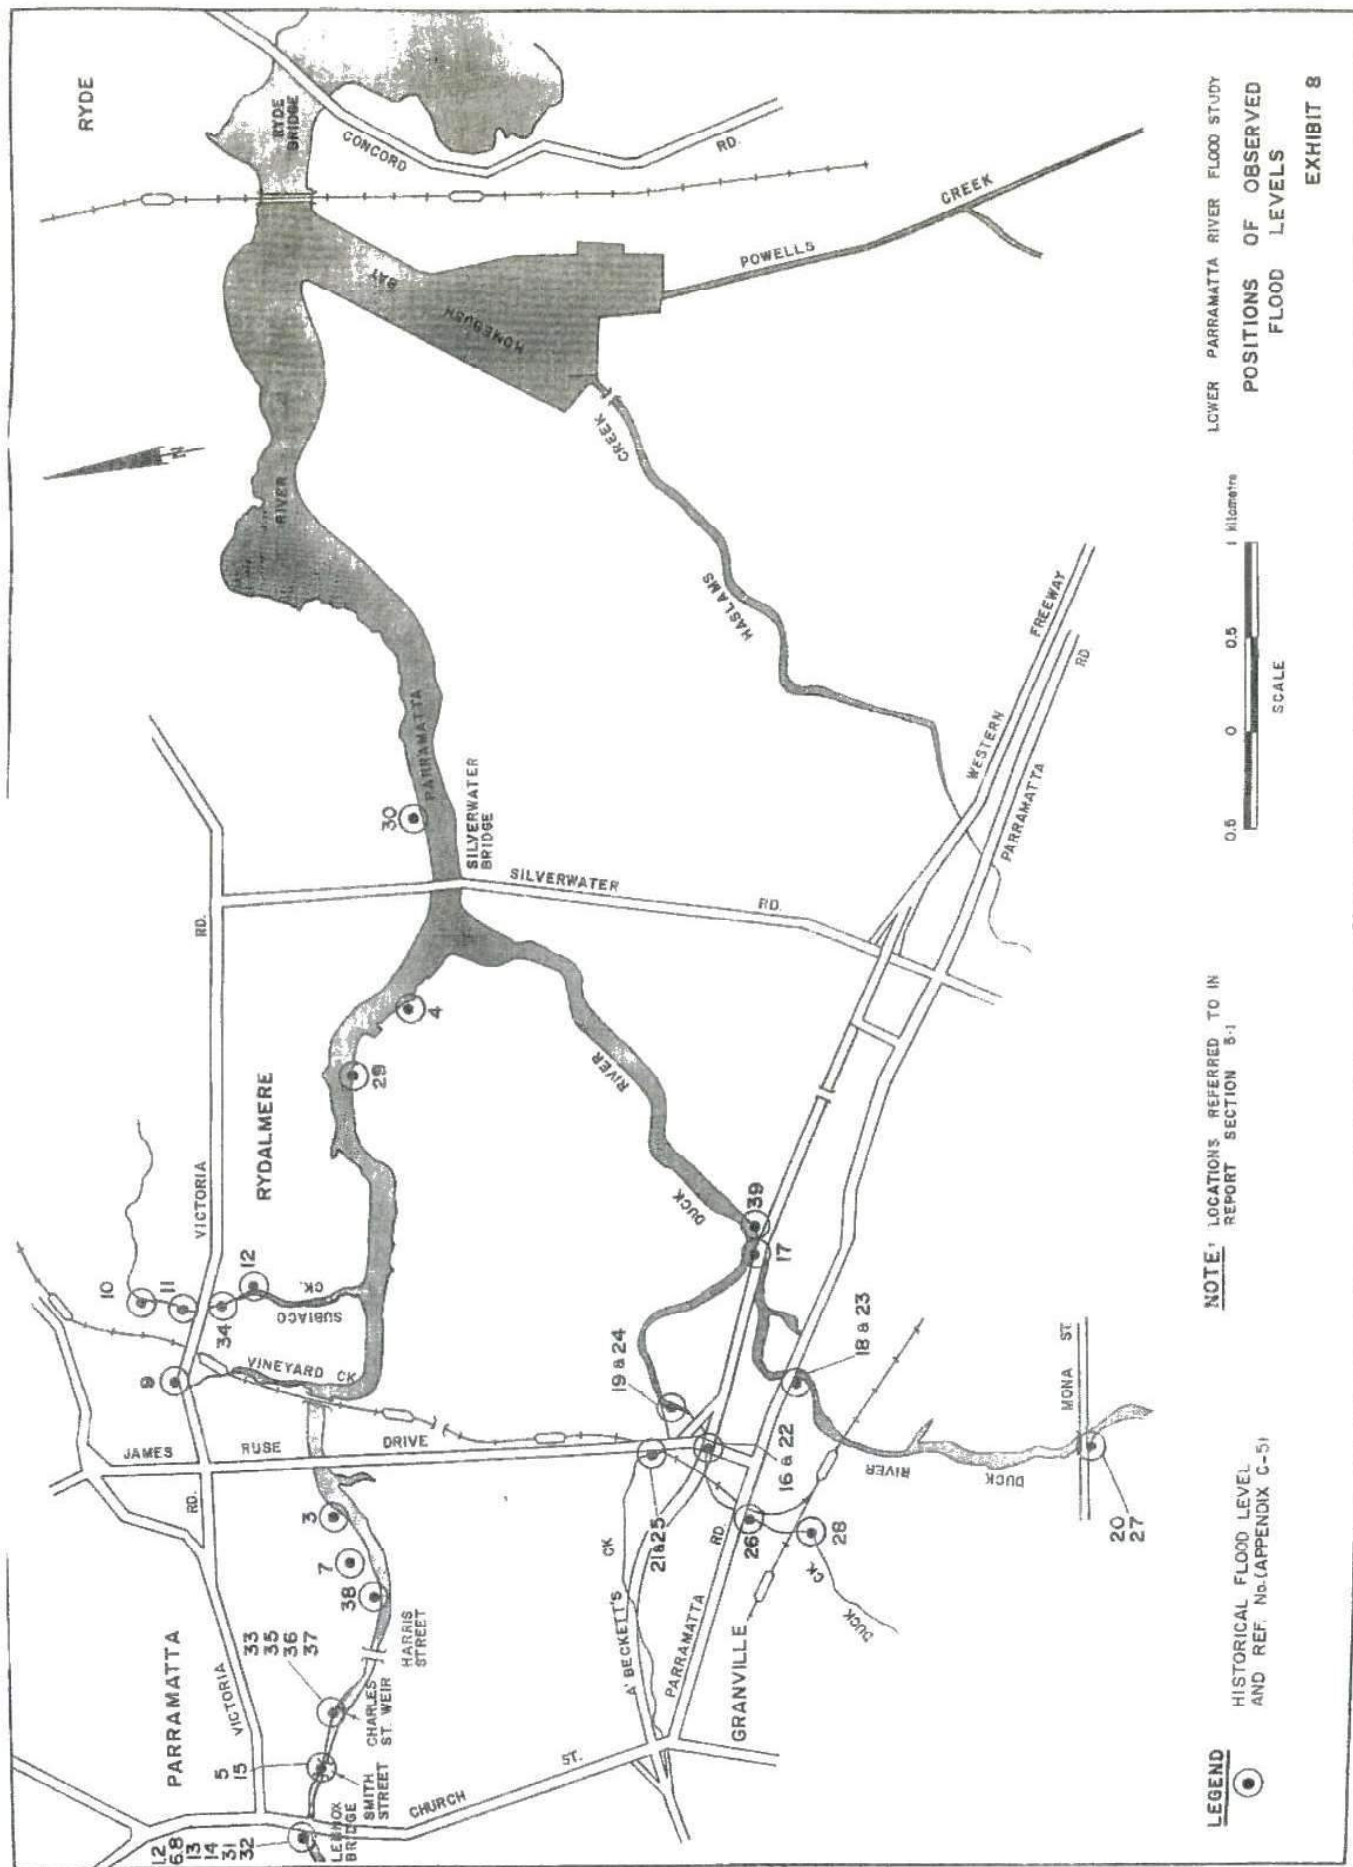 RYDE
RYDE
BRIDGE
CONCORD
RD.
HOMEBUSH
BAY
POWELLS
CREEK
HASLAMS
CREEK
PARRAMATTA
RIVER
N
30
SILVERWATER
BRIDGE
SILVERWATER
RD.
WESTERN
FREEWAY
PARRAMATTA
RD
4
29
RYDALMERE
VICTORIA
RD.
10
11
34
12
SUBIACO
CK.
9
VINEYARD
CK
JAMES
RUSE
DRIVE
DUCK
RIVER
39
17
19 & 24
18 & 23
16 & 22
21 & 25
26
28
DUCK
CK
DUCK
RIVER
MONA ST
20
27
A'BECKETT'S
CK
PARRAMATTA
RD.
GRANVILLE
PARRAMATTA
VICTORIA
RD.
3
7
38
HARRIS
STREET
33
35
36
37
CHARLES
ST. WEIR
5
15
SMITH
STREET
LENNOX
BRIDGE
1,2
6,8
13
14
31
32
CHURCH
ST.
LEGEND
HISTORICAL FLOOD LEVEL
AND REF. No. (APPENDIX C-5)
NOTE: LOCATIONS REFERRED TO IN
REPORT SECTION 5·1
0.5 0 0.5 1 kilometre
SCALE
LOWER PARRAMATTA RIVER FLOOD STUDY
POSITIONS OF OBSERVED
FLOOD LEVELS
EXHIBIT 8